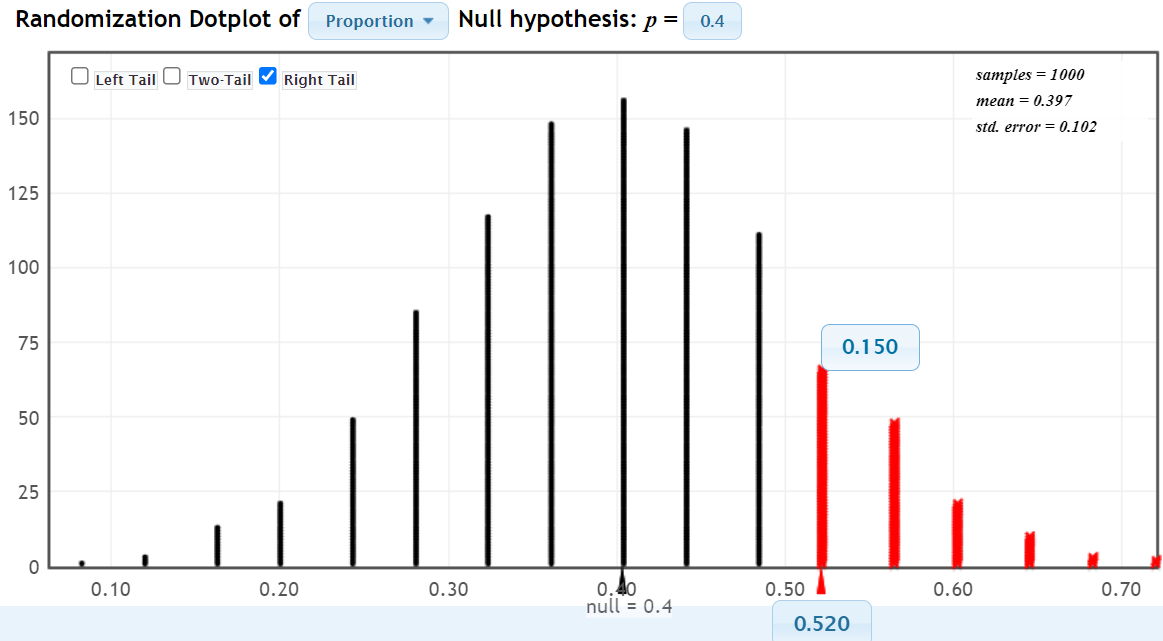 Randomization Dotplot of Proportion Null hypothesis: p = 0.4
Left Tail Two-Tail Right Tail
samples = 1000
mean = 0.397
std. error = 0.102
150
125
100
75
50
25
0
0.150
0.10 0.20 0.30 0.40 0.50 0.60 0.70
null = 0.4
0.520